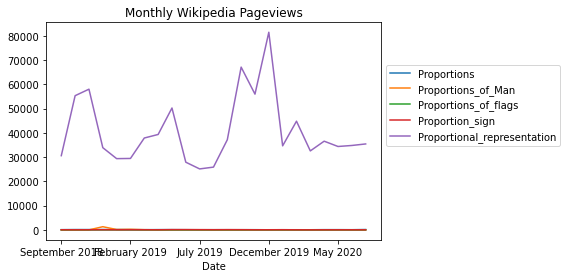 Monthly Wikipedia Pageviews
80000
70000
60000
50000
40000
30000
20000
10000
0
Proportions
Proportions_of_Man
Proportions_of_flags
Proportion_sign
Proportional_representation
September 2018 February 2019 July 2019 December 2019 May 2020
Date